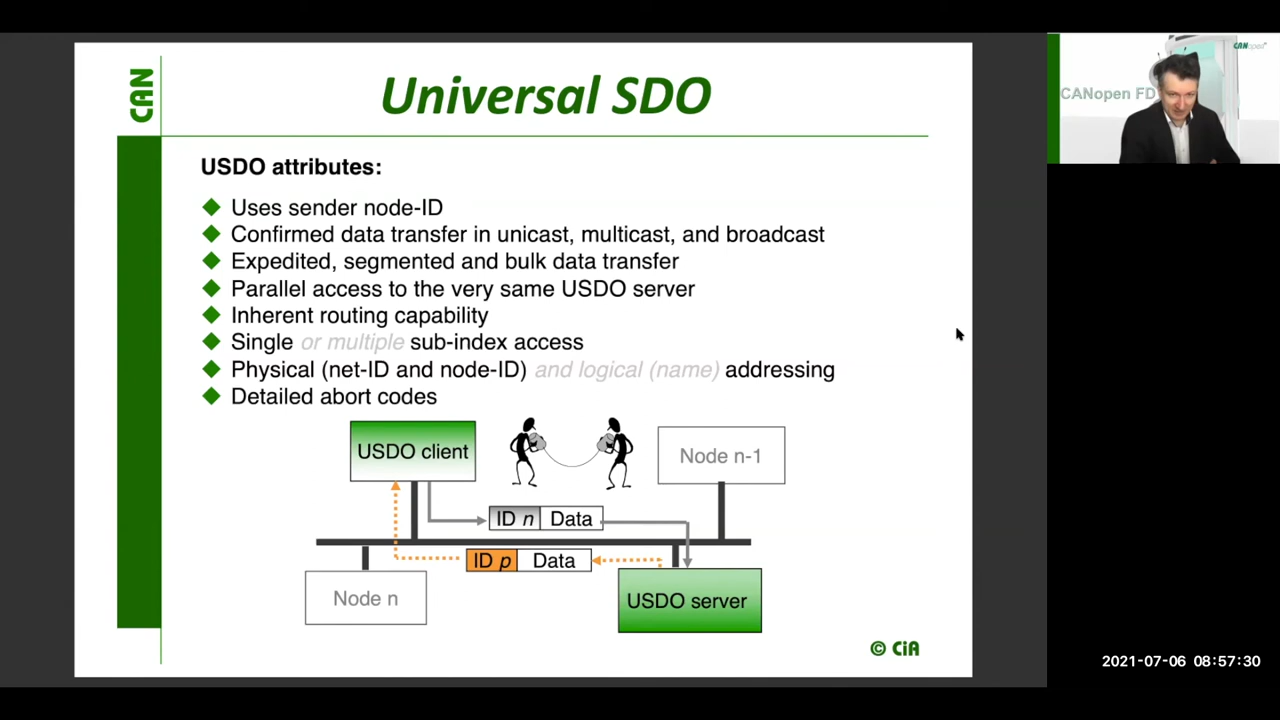 CAN
Universal SDO
USDO attributes:
Uses sender node-ID
Confirmed data transfer in unicast, multicast, and broadcast
Expedited, segmented and bulk data transfer
Parallel access to the very same USDO server
Inherent routing capability
Single or multiple sub-index access
Physical (net-ID and node-ID) and logical (name) addressing
Detailed abort codes
USDO client
Node n-1
ID n Data
ID p Data
Node n
USDO server
© CiA
CANopen
CANopen FD
2021-07-06 08:57:30